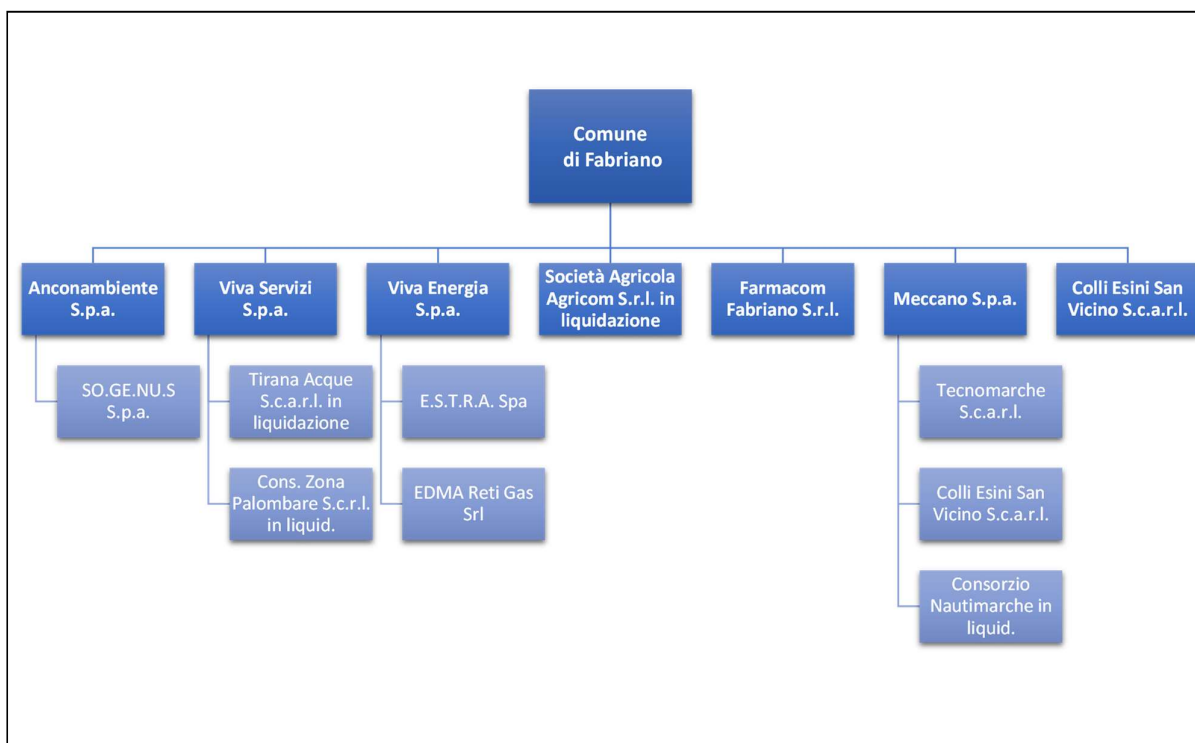 Comune
di Fabriano
Anconambiente
S.p.a.
Viva Servizi
S.p.a.
Viva Energia
S.p.a.
Società Agricola
Agricom S.r.l. in
liquidazione
Farmacom
Fabriano S.r.l.
Meccano S.p.a.
Colli Esini San
Vicino S.c.a.r.l.
SO.GE.NU.S
S.p.a.
Tirana Acque
S.c.a.r.l. in
liquidazione
Cons. Zona
Palombare S.c.r.l.
in liquid.
E.S.T.R.A. Spa
EDMA Reti Gas
Srl
Tecnomarche
S.c.a.r.l.
Colli Esini San
Vicino S.c.a.r.l.
Consorzio
Nautimarche in
liquid.